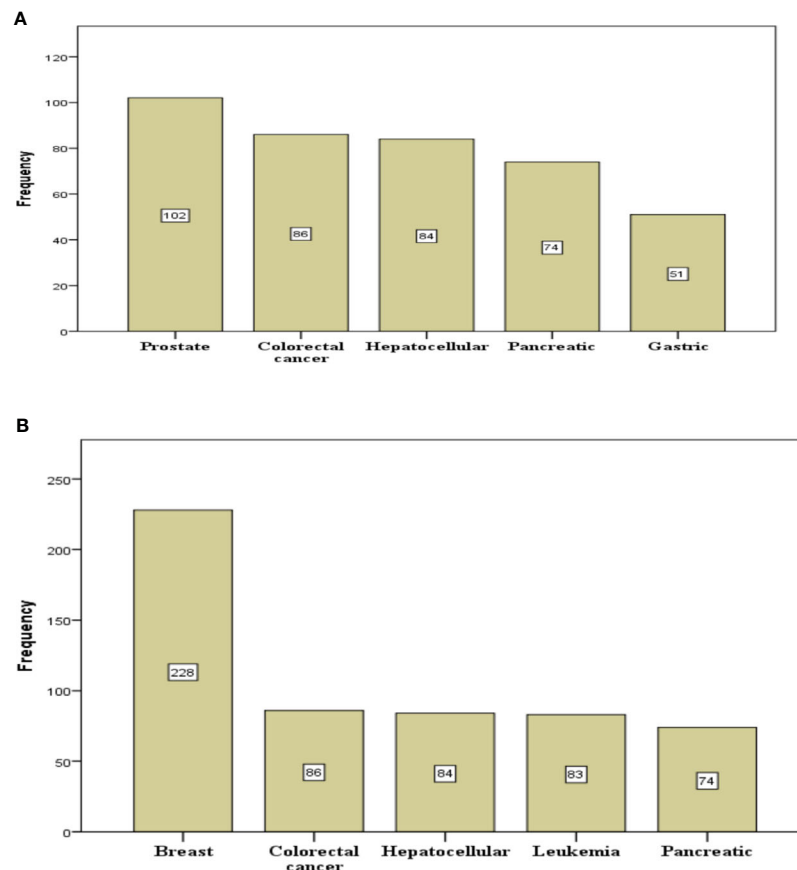 A
120
100
80
60
40
20
0
Frequency
102
86
84
74
51
Prostate
Colorectal
cancer
Hepatocellular
Pancreatic
Gastric
B
250
200
150
100
50
0
Frequency
228
86
84
83
74
Breast
Colorectal
cancer
Hepatocellular
Leukemia
Pancreatic